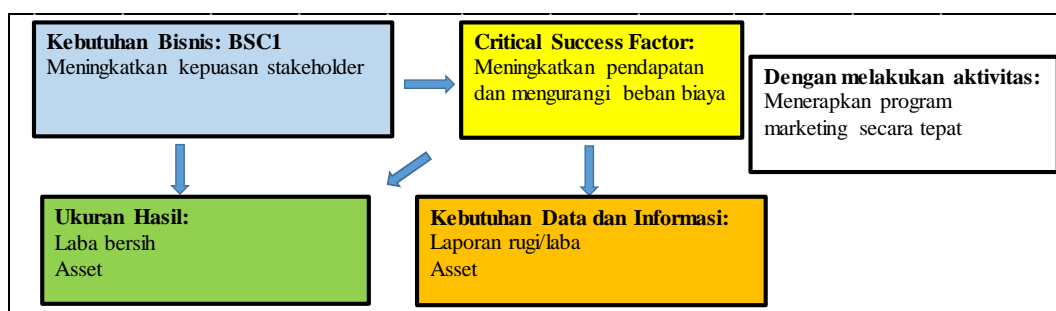 Kebutuhan Bisnis: BSC1
Meningkatkan kepuasan stakeholder
Critical Success Factor:
Meningkatkan pendapatan
dan mengurangi beban biaya
Dengan melakukan aktivitas:
Menerapkan program
marketing secara tepat
Ukuran Hasil:
Laba bersih
Asset
Kebutuhan Data dan Informasi:
Laporan rugi/laba
Asset